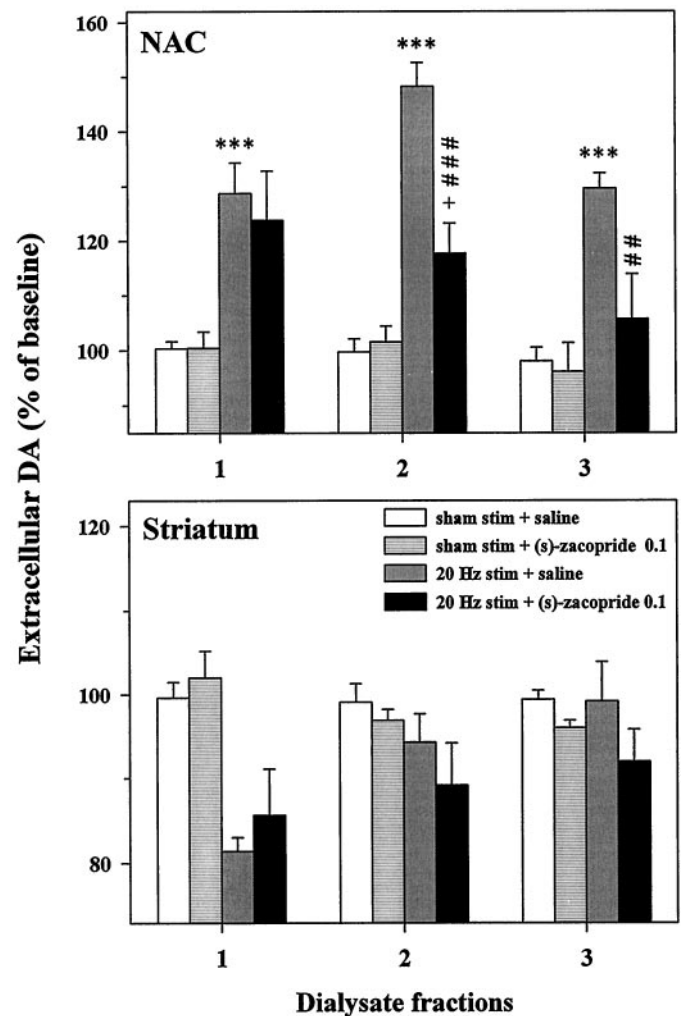 160
NAC
***
***
***
140
###+
##
120
100
1
2
3
Extracellular DA (% of baseline)
120
Striatum
sham stim + saline
sham stim + (s)-zacopride 0.1
20 Hz stim + saline
20 Hz stim + (s)-zacopride 0.1
100
80
1
2
3
Dialysate fractions